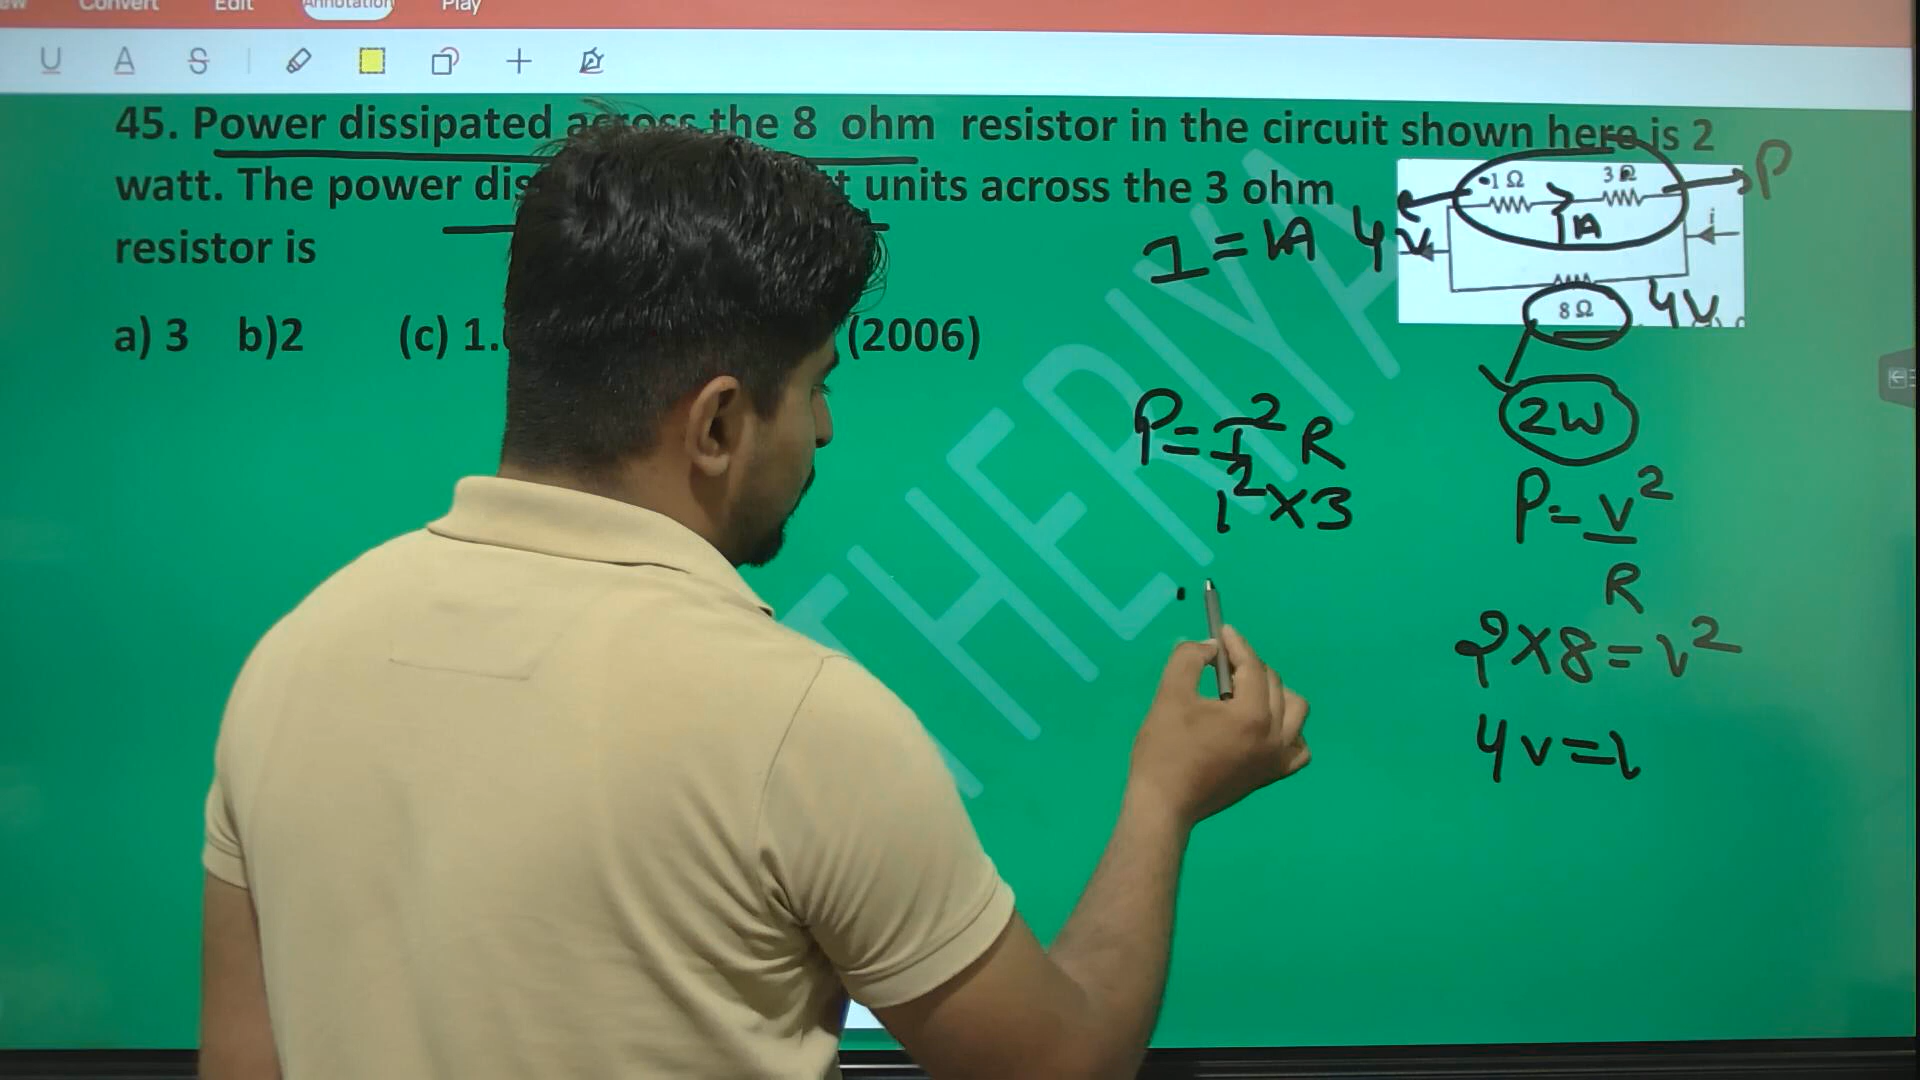 Convert Edit Annotation Play
U A S
45. Power dissipated across the 8 ohm resistor in the circuit shown here is 2
watt. The power dis t units across the 3 ohm
resistor is
a) 3 b)2 (c) 1. (2006)
1 Ω 3 Ω P
1A i
I = 1A 4V
8 Ω 4V
2W
P = I² R
1² × 3
P = V²
R
2×8 = V²
4V =
THERIYA